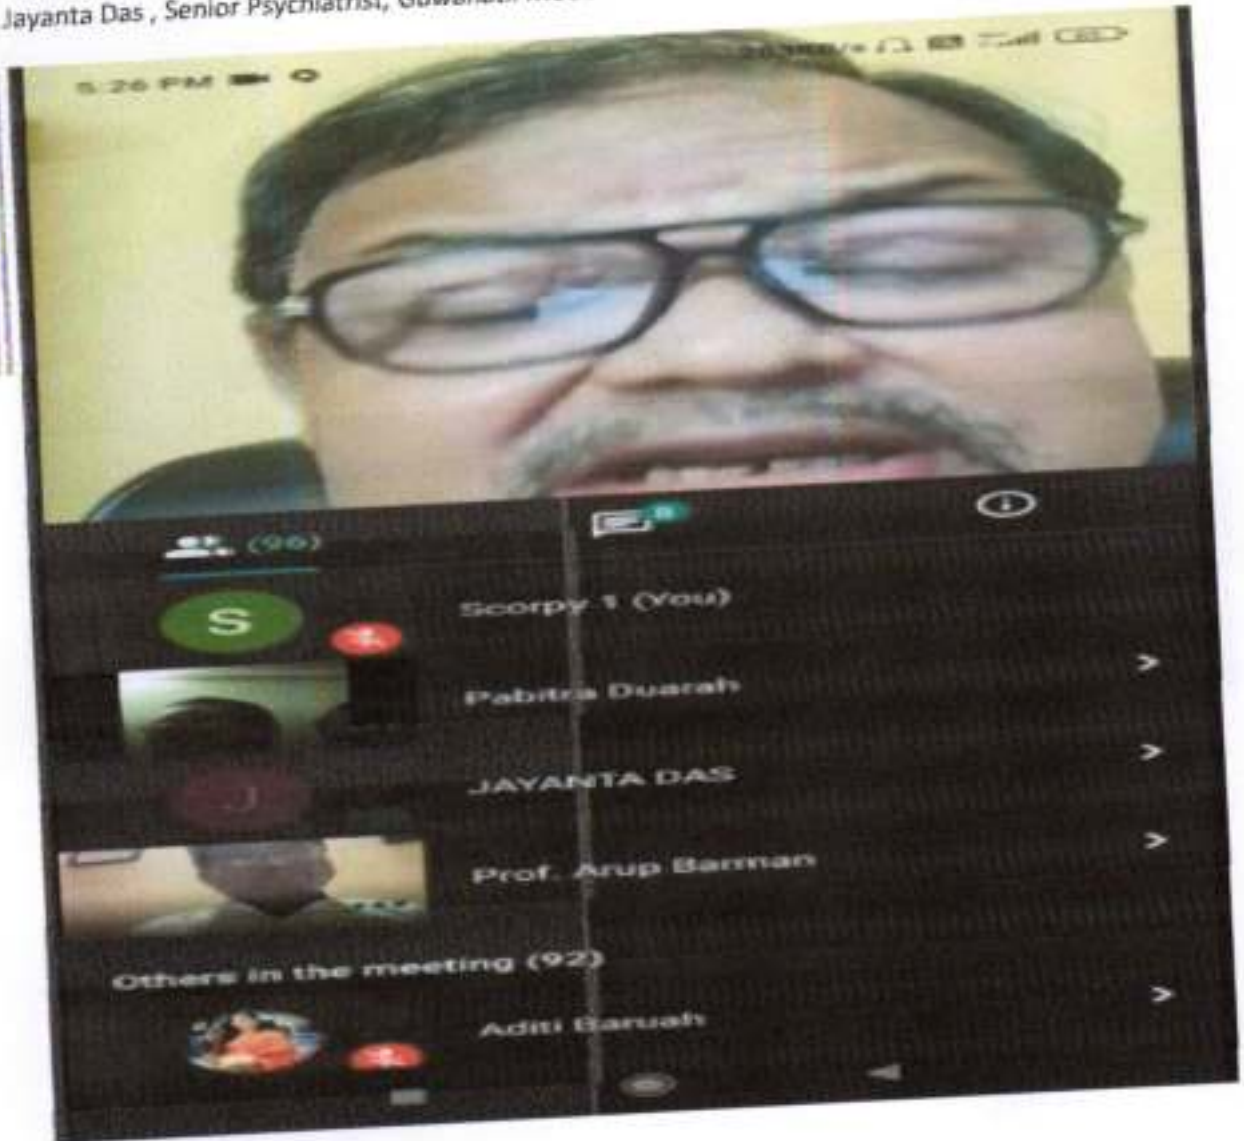 Jayanta Das, Senior Psychiatrist,
5:26 PM
(96)
S
Scorpy 1 (You)
Pabitra Duarah
J
JAYANTA DAS
Prof. Arup Barman
Others in the meeting (92)
Aditi Baruah